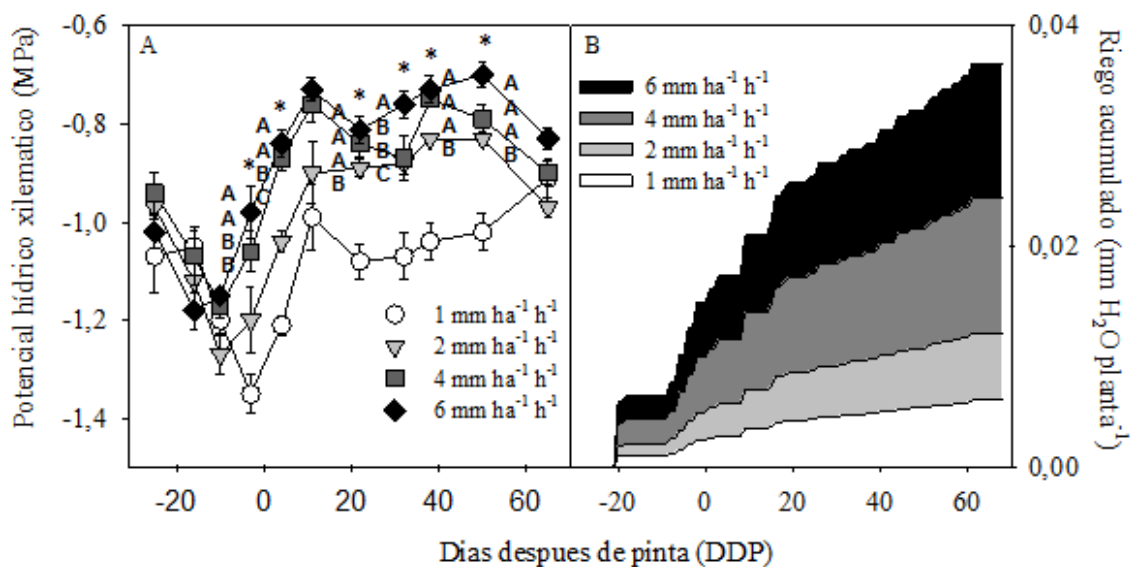 Potencial hídrico xilematico (MPa)
-0,6
-0,8
-1,0
-1,2
-1,4
A
*
*
*
*
*
*
A
A
B
B
A
A
B
C
A
A
A
B
A
B
B
C
A
A
A
B
A
A
A
B
1 mm ha⁻¹ h⁻¹
2 mm ha⁻¹ h⁻¹
4 mm ha⁻¹ h⁻¹
6 mm ha⁻¹ h⁻¹
-20 0 20 40 60
B
6 mm ha⁻¹ h⁻¹
4 mm ha⁻¹ h⁻¹
2 mm ha⁻¹ h⁻¹
1 mm ha⁻¹ h⁻¹
-20 0 20 40 60
0,04
0,02
0,00
Riego acumulado (mm H₂O planta⁻¹)
Dias despues de pinta (DDP)